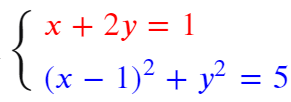 x + 2y = 1
(x − 1)² + y² = 5